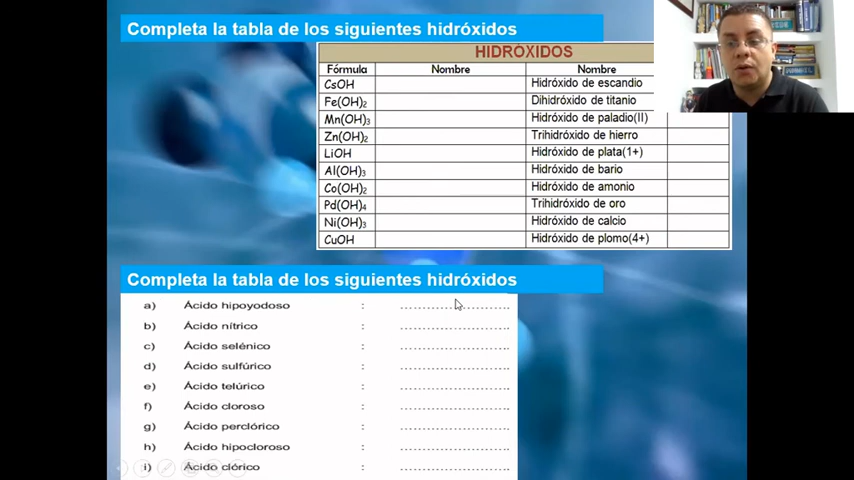 Completa la tabla de los siguientes hidróxidos
HIDRÓXIDOS
Fórmula Nombre Nombre
CsOH Hidróxido de escandio
Fe(OH)₂ Dihidróxido de titanio
Mn(OH)₃ Hidróxido de paladio(II)
Zn(OH)₂ Trihidróxido de hierro
LiOH Hidróxido de plata(1+)
Al(OH)₃ Hidróxido de bario
Co(OH)₂ Hidróxido de amonio
Pd(OH)₄ Trihidróxido de oro
Ni(OH)₃ Hidróxido de calcio
CuOH Hidróxido de plomo(4+)
Completa la tabla de los siguientes hidróxidos
a) Ácido hipoyodoso : ............................
b) Ácido nítrico : ............................
c) Ácido selénico : ............................
d) Ácido sulfúrico : ............................
e) Ácido telúrico : ............................
f) Ácido cloroso : ............................
g) Ácido perclórico : ............................
h) Ácido hipocloroso : ............................
i) Ácido clórico : ............................